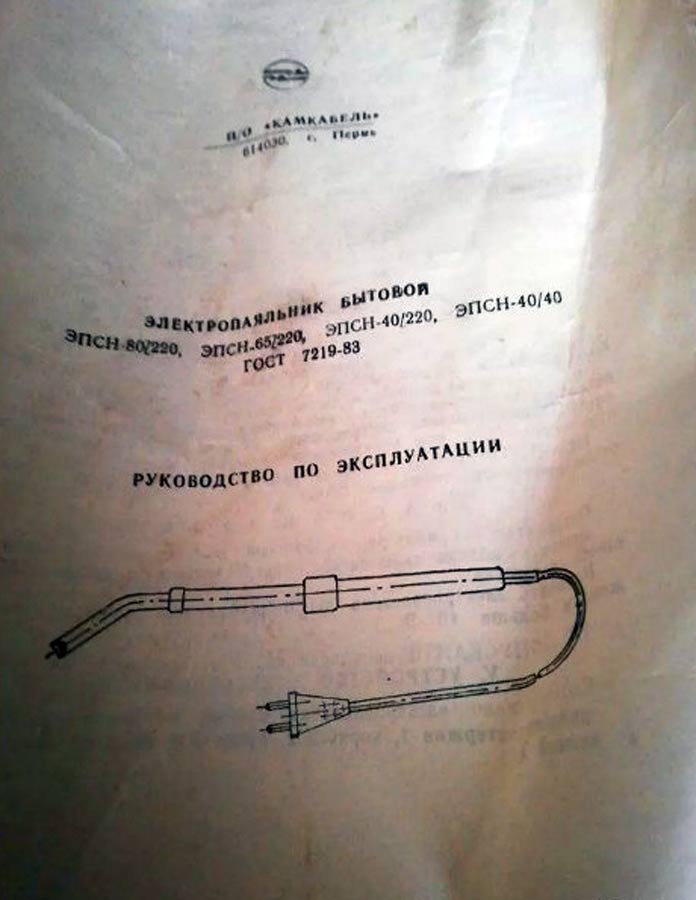 П/О «КАМКАБЕЛЬ»
614030, г. Пермь
ЭЛЕКТРОПАЯЛЬНИК БЫТОВОЙ
ЭПСН-80/220, ЭПСН-65/220, ЭПСН-40/220, ЭПСН-40/40
ГОСТ 7219-83
РУКОВОДСТВО ПО ЭКСПЛУАТАЦИИ